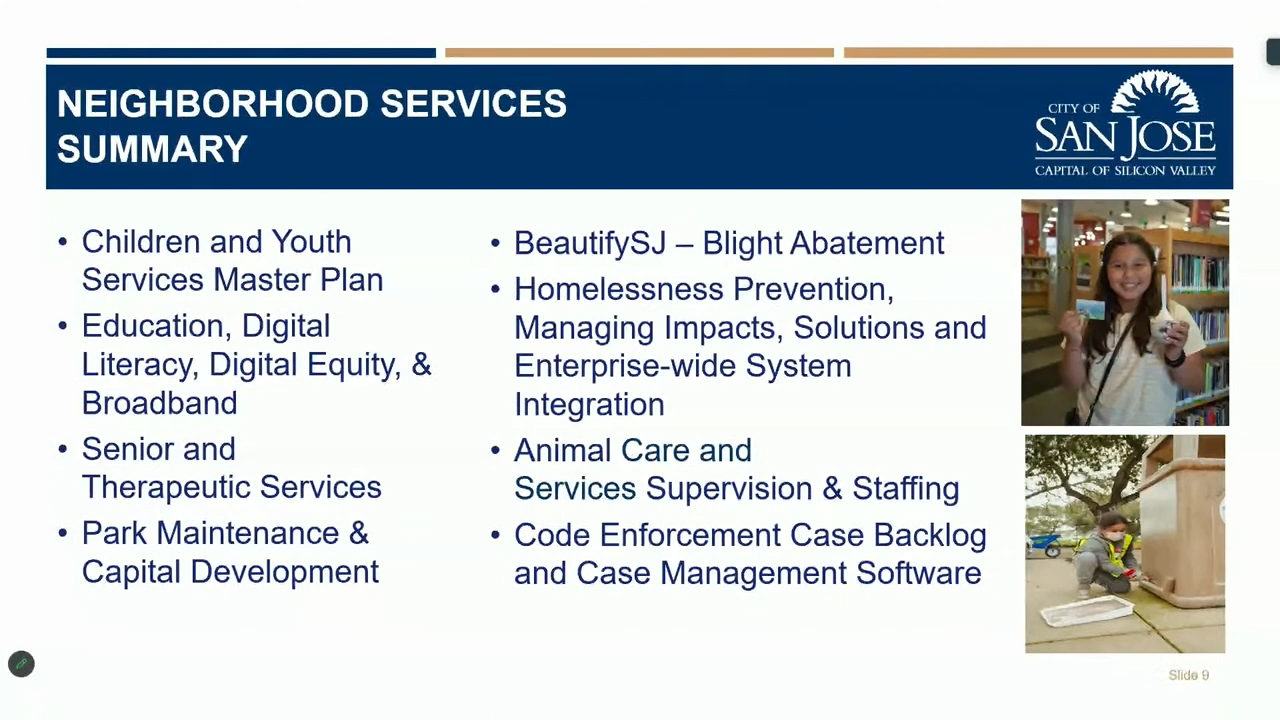 NEIGHBORHOOD SERVICES
SUMMARY
CITY OF
SAN JOSE
CAPITAL OF SILICON VALLEY
• Children and Youth
Services Master Plan
• Education, Digital
Literacy, Digital Equity, &
Broadband
• Senior and
Therapeutic Services
• Park Maintenance &
Capital Development
• BeautifySJ – Blight Abatement
• Homelessness Prevention,
Managing Impacts, Solutions and
Enterprise-wide System
Integration
• Animal Care and
Services Supervision & Staffing
• Code Enforcement Case Backlog
and Case Management Software
Slide 9